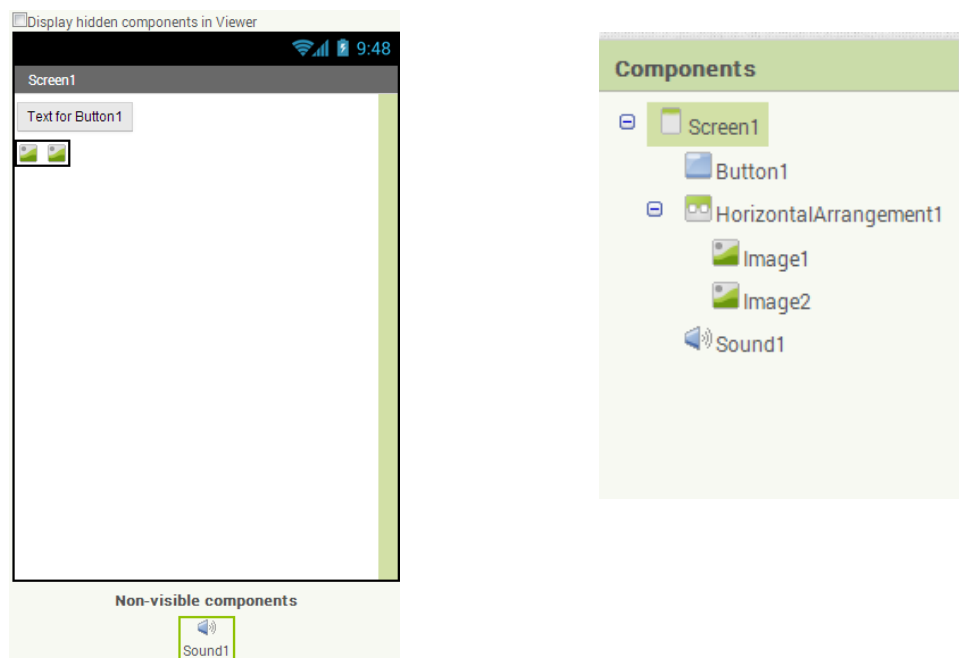 Display hidden components in Viewer
9:48
Screen1
Text for Button1
Non-visible components
Sound1
Components
Screen1
Button1
HorizontalArrangement1
Image1
Image2
Sound1